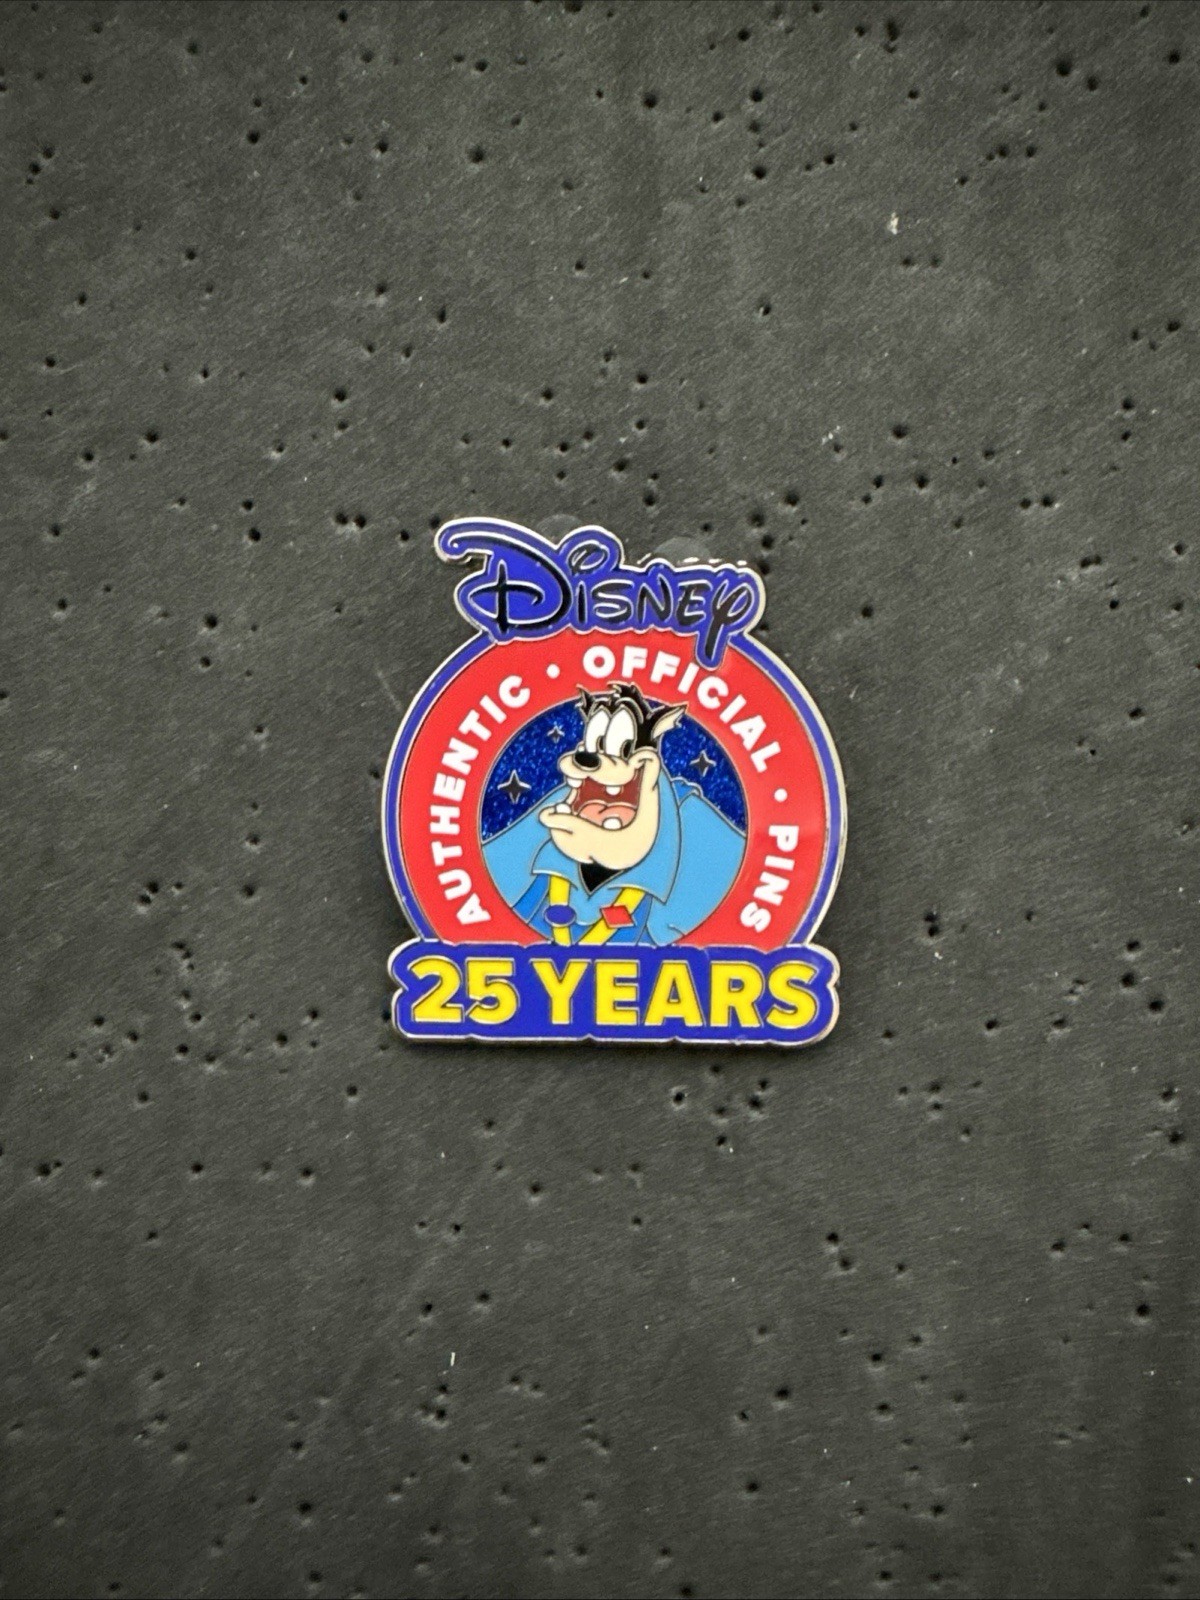 Disney
AUTHENTIC • OFFICIAL • PINS
25 YEARS